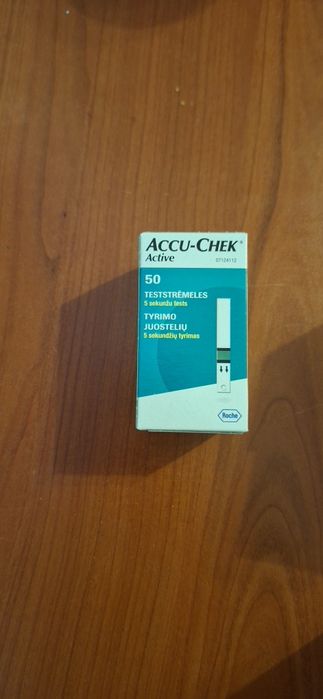 ACCU-CHEK®
Active
07124112
50
TESTSTRĒMELES
5 sekunžu tests
TYRIMO
JUOSTELIŲ
5 sekundžių tyrimas
Roche